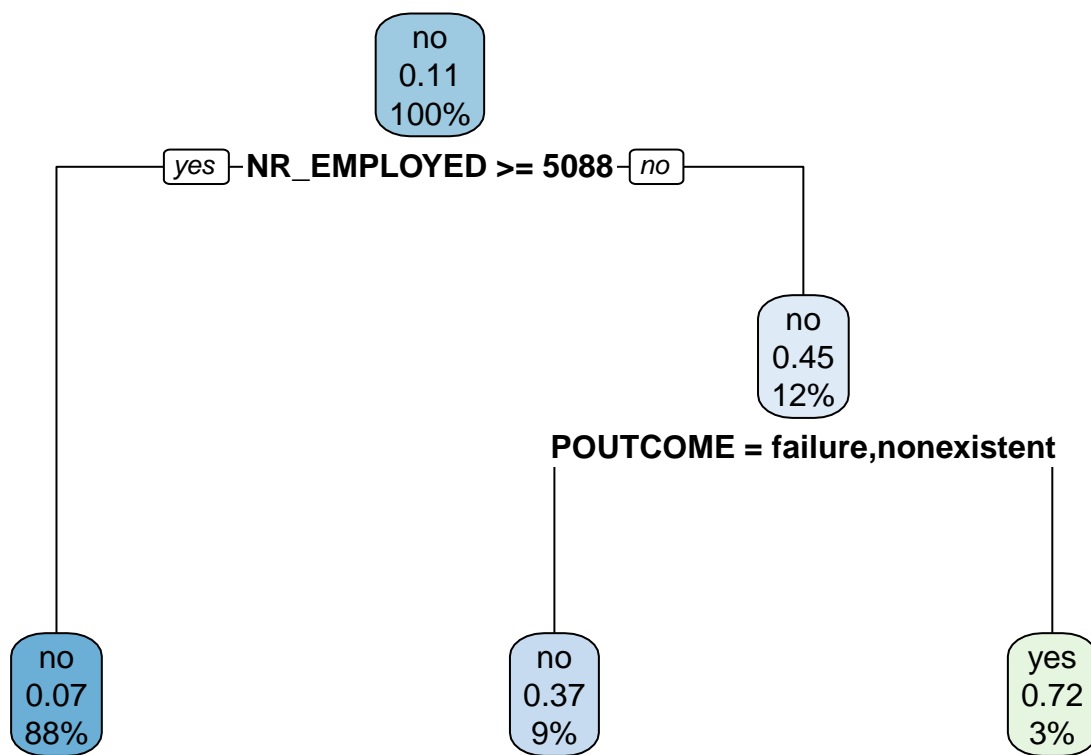 no
0.11
100%
yes NR_EMPLOYED >= 5088 no
no
0.45
12%
POUTCOME = failure,nonexistent
no
0.07
88%
no
0.37
9%
yes
0.72
3%